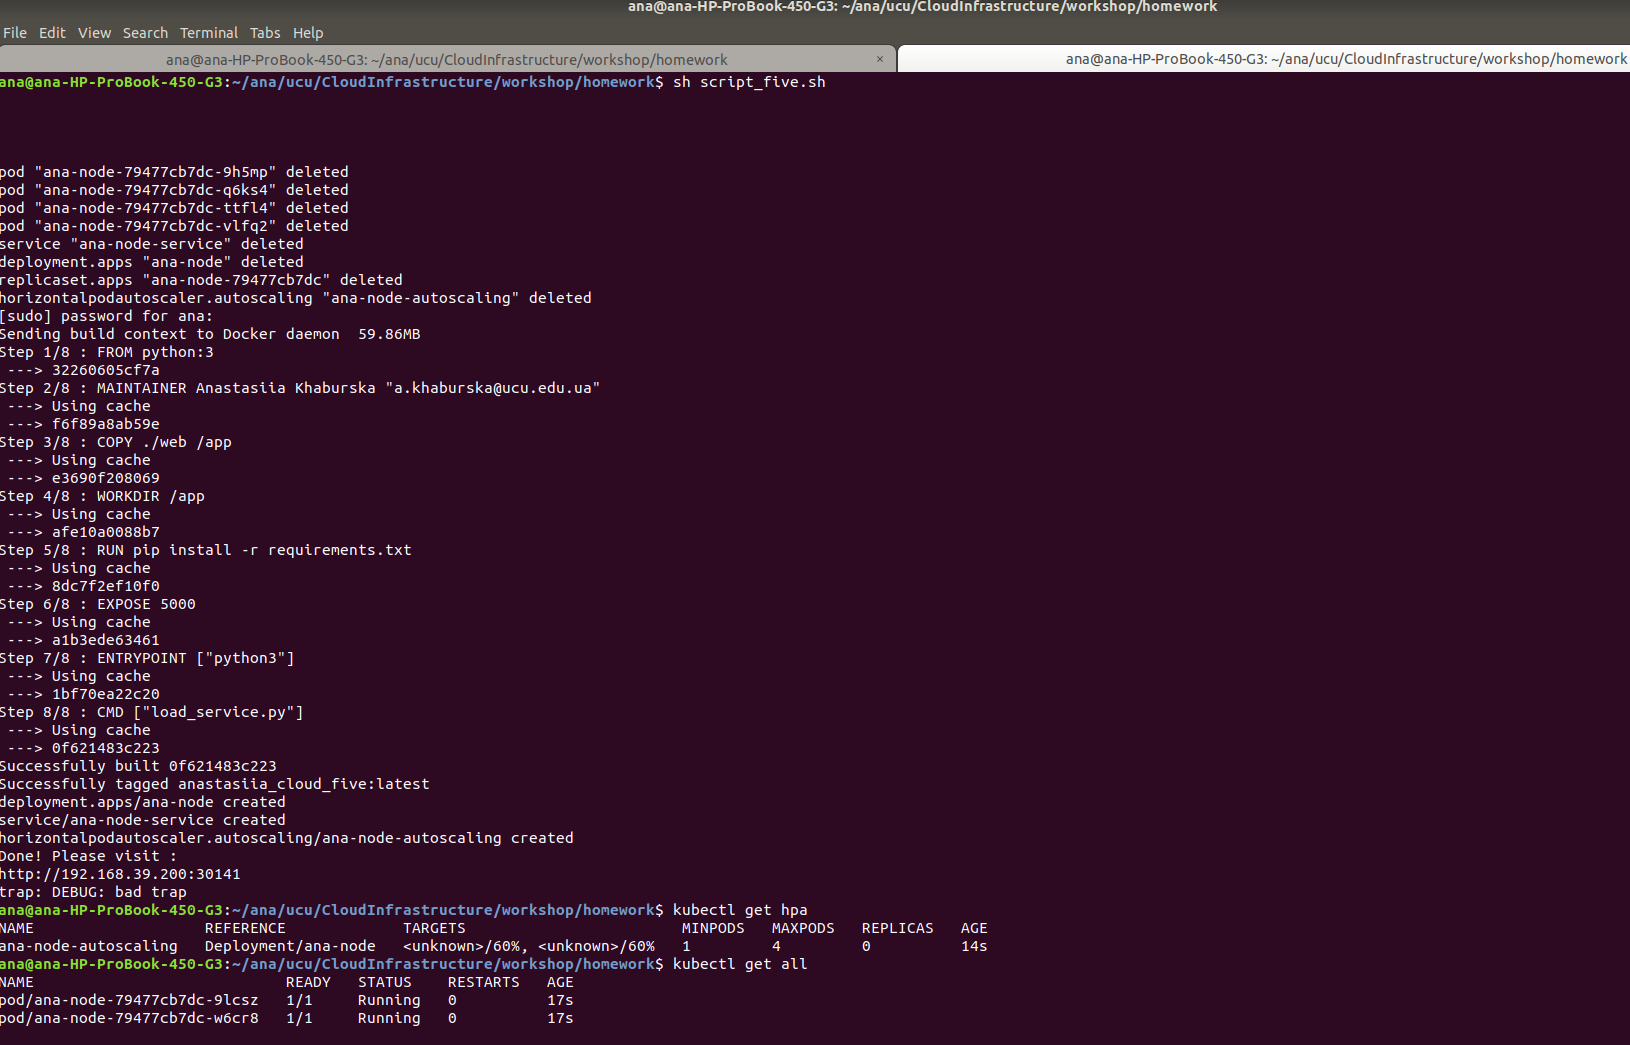 ana@ana-HP-ProBook-450-G3: ~/ana/ucu/CloudInfrastructure/workshop/homework
File Edit View Search Terminal Tabs Help
ana@ana-HP-ProBook-450-G3: ~/ana/ucu/CloudInfrastructure/workshop/homework × ana@ana-HP-ProBook-450-G3: ~/ana/ucu/CloudInfrastructure/workshop/homework
ana@ana-HP-ProBook-450-G3:~/ana/ucu/CloudInfrastructure/workshop/homework$ sh script_five.sh
pod "ana-node-79477cb7dc-9h5mp" deleted
pod "ana-node-79477cb7dc-q6ks4" deleted
pod "ana-node-79477cb7dc-ttfl4" deleted
pod "ana-node-79477cb7dc-vlfq2" deleted
service "ana-node-service" deleted
deployment.apps "ana-node" deleted
replicaset.apps "ana-node-79477cb7dc" deleted
horizontalpodautoscaler.autoscaling "ana-node-autoscaling" deleted
[sudo] password for ana:
Sending build context to Docker daemon  59.86MB
Step 1/8 : FROM python:3
 ---> 32260605cf7a
Step 2/8 : MAINTAINER Anastasiia Khaburska "a.khaburska@ucu.edu.ua"
 ---> Using cache
 ---> f6f89a8ab59e
Step 3/8 : COPY ./web /app
 ---> Using cache
 ---> e3690f208069
Step 4/8 : WORKDIR /app
 ---> Using cache
 ---> afe10a0088b7
Step 5/8 : RUN pip install -r requirements.txt
 ---> Using cache
 ---> 8dc7f2ef10f0
Step 6/8 : EXPOSE 5000
 ---> Using cache
 ---> a1b3ede63461
Step 7/8 : ENTRYPOINT ["python3"]
 ---> Using cache
 ---> 1bf70ea22c20
Step 8/8 : CMD ["load_service.py"]
 ---> Using cache
 ---> 0f621483c223
Successfully built 0f621483c223
Successfully tagged anastasiia_cloud_five:latest
deployment.apps/ana-node created
service/ana-node-service created
horizontalpodautoscaler.autoscaling/ana-node-autoscaling created
Done! Please visit :
http://192.168.39.200:30141
trap: DEBUG: bad trap
ana@ana-HP-ProBook-450-G3:~/ana/ucu/CloudInfrastructure/workshop/homework$ kubectl get hpa
NAME                   REFERENCE             TARGETS                        MINPODS   MAXPODS   REPLICAS   AGE
ana-node-autoscaling   Deployment/ana-node   <unknown>/60%, <unknown>/60%   1         4         0          14s
ana@ana-HP-ProBook-450-G3:~/ana/ucu/CloudInfrastructure/workshop/homework$ kubectl get all
NAME                            READY   STATUS    RESTARTS   AGE
pod/ana-node-79477cb7dc-9lcsz   1/1     Running   0          17s
pod/ana-node-79477cb7dc-w6cr8   1/1     Running   0          17s